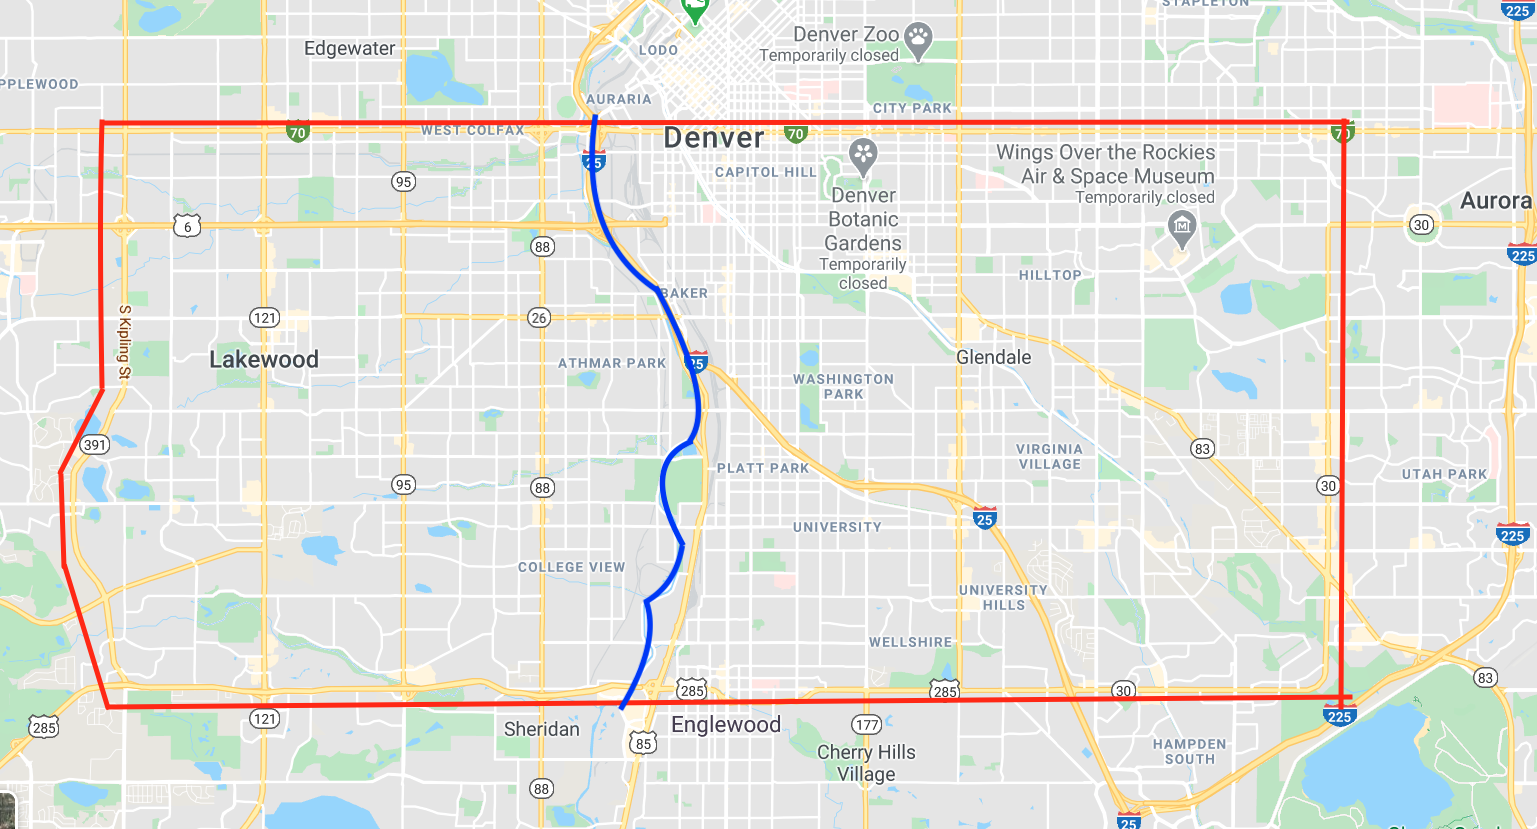 STAPLETON
225
Denver Zoo
Temporarily closed
LODO
Edgewater
PPLEWOOD
AURARIA
CITY PARK
70
WEST COLFAX
Denver
70
70
25
Wings Over the Rockies
Air & Space Museum
Temporarily closed
CAPITOL HILL
95
Denver
Botanic
Gardens
Temporarily
closed
Aurora
6
30
88
225
HILLTOP
BAKER
121
26
S Kipling St
Lakewood
ATHMAR PARK
25
Glendale
WASHINGTON
PARK
391
VIRGINIA
VILLAGE
83
PLATT PARK
UTAH PARK
95
88
30
25
UNIVERSITY
225
COLLEGE VIEW
UNIVERSITY
HILLS
WELLSHIRE
83
285
285
30
121
285
Sheridan
Englewood
177
225
85
Cherry Hills
Village
HAMPDEN
SOUTH
88
25